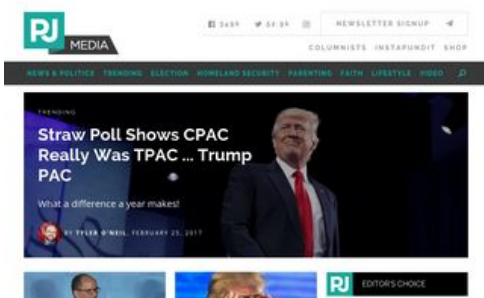 PJ
MEDIA
NEWSLETTER SIGNUP
COLUMNISTS INSTAPUNDIT SHOP
NEWS & POLITICS TRENDING ELECTION HOMELAND SECURITY PARENTING FAITH LIFESTYLE VIDEO
TRENDING
Straw Poll Shows CPAC
Really Was TPAC ... Trump
PAC
What a difference a year makes!
BY TYLER O'NEIL, FEBRUARY 25, 2017
PJ EDITOR'S CHOICE